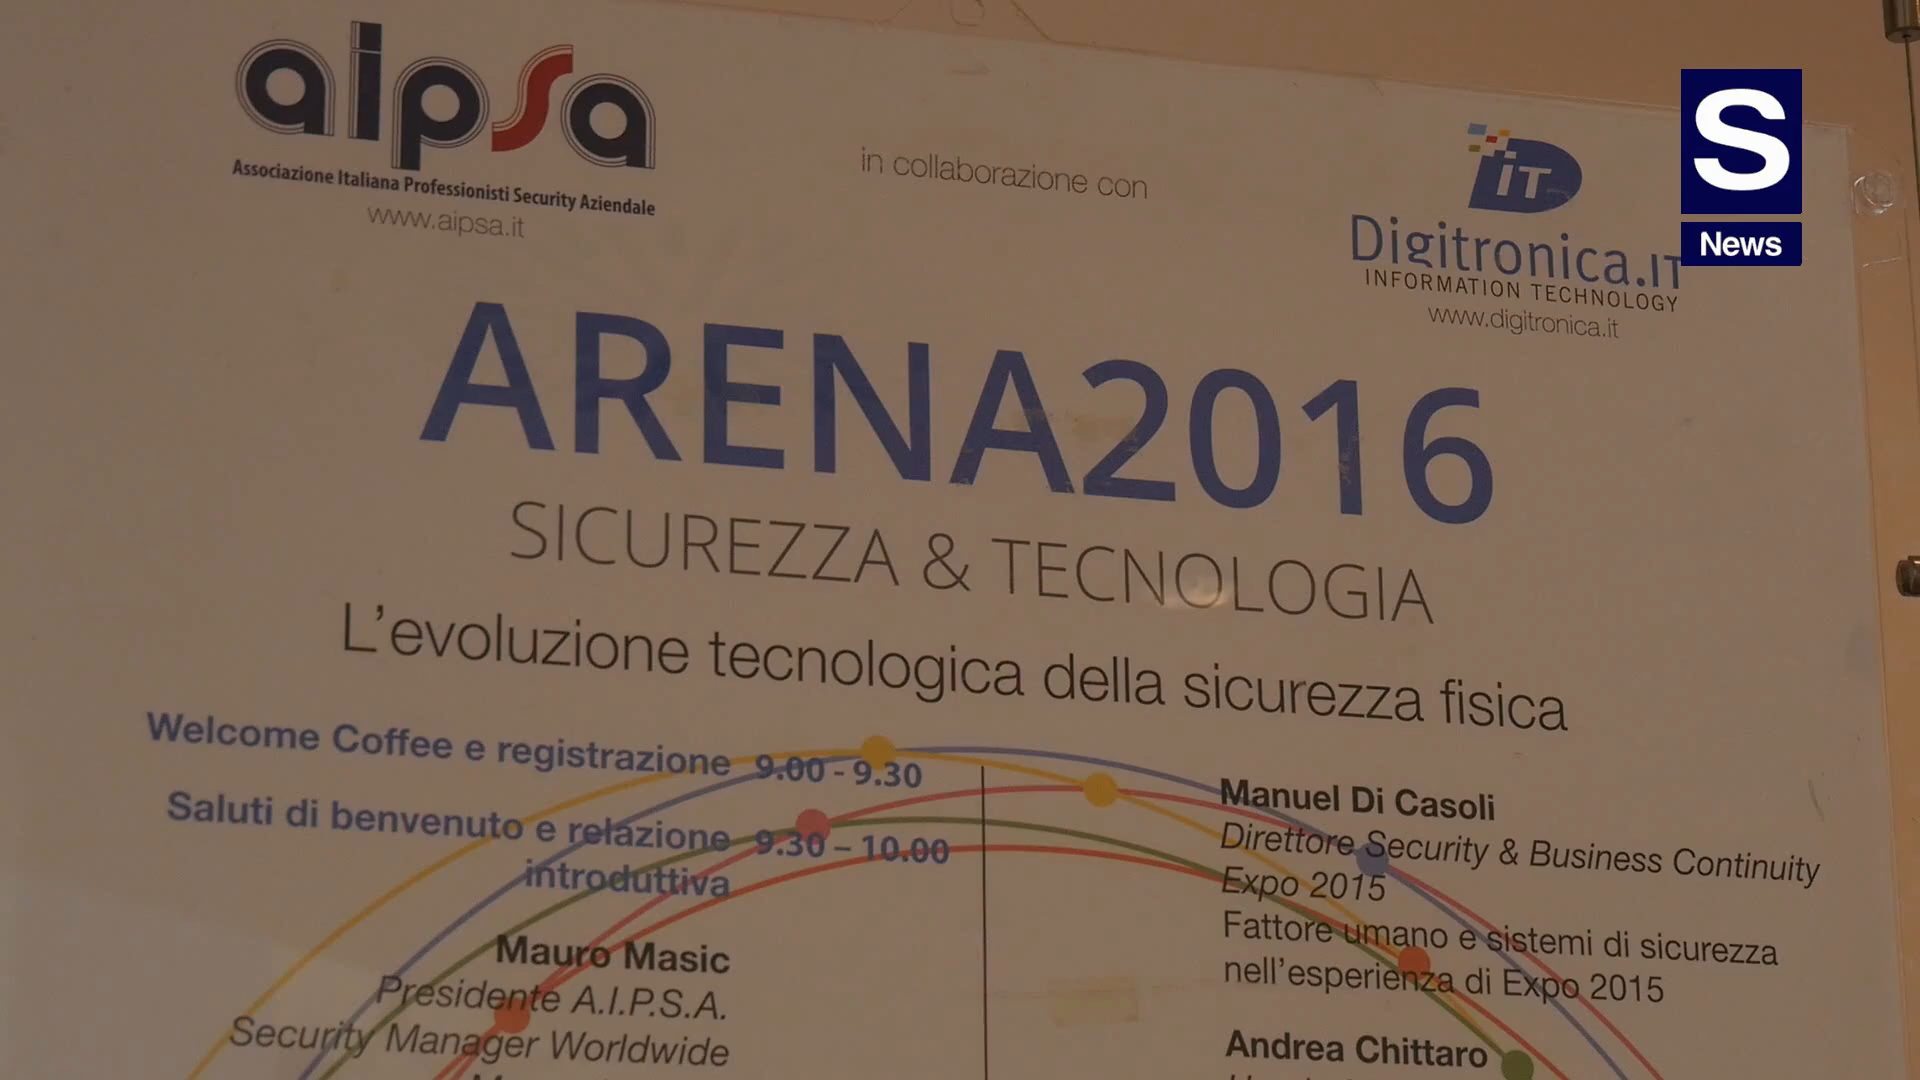 aipsa
Associazione Italiana Professionisti Security Aziendale
www.aipsa.it
in collaborazione con
iT
Digitronica.IT
INFORMATION TECHNOLOGY
www.digitronica.it
S
News
ARENA2016
SICUREZZA & TECNOLOGIA
L'evoluzione tecnologica della sicurezza fisica
Welcome Coffee e registrazione 9.00 - 9.30
Saluti di benvenuto e relazione 9.30 – 10.00
introduttiva
Mauro Masic
Presidente A.I.P.S.A.
Security Manager Worldwide
Manuel Di Casoli
Direttore Security & Business Continuity
Expo 2015
Fattore umano e sistemi di sicurezza
nell'esperienza di Expo 2015
Andrea Chittaro